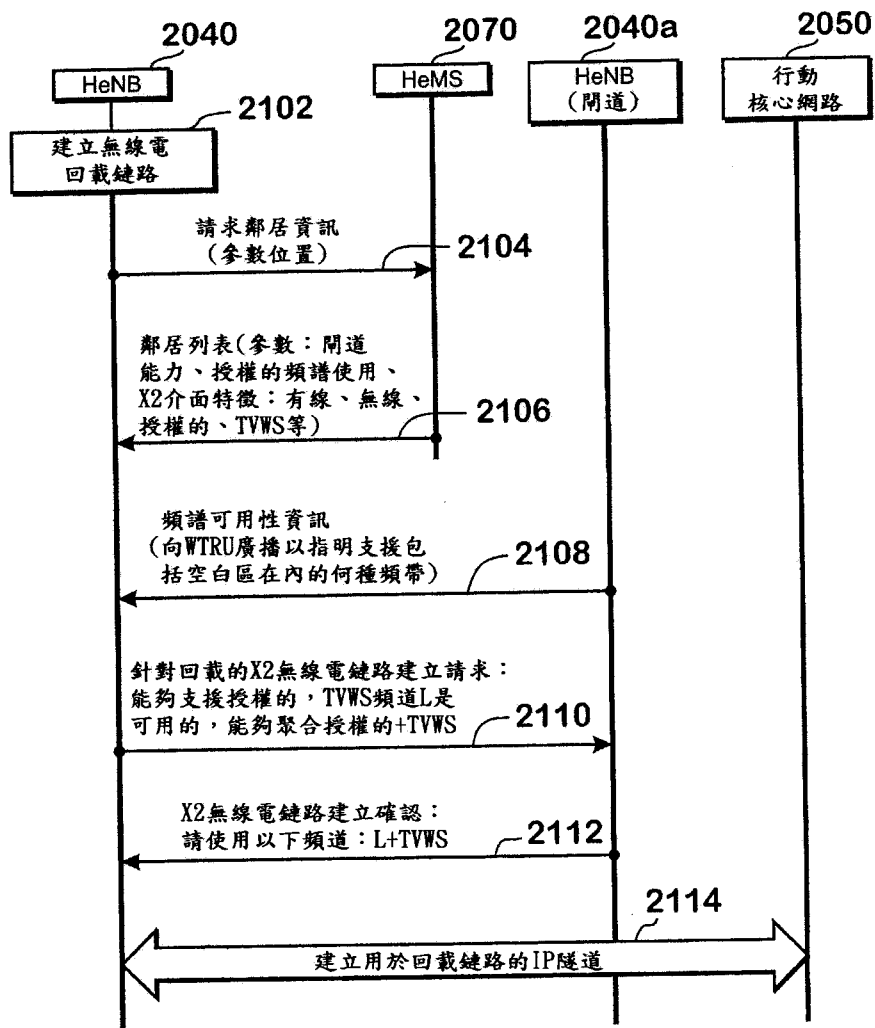 2040
2070
2040a
2050
HeNB
HeMS
HeNB
(閘道)
行動
核心網路
2102
建立無線電
回載鏈路
請求鄰居資訊
(參數位置)
2104
鄰居列表(參數：閘道
能力、授權的頻譜使用、
X2介面特徵：有線、無線、
授權的、TVWS等)
2106
頻譜可用性資訊
(向WTRU廣播以指明支援包
括空白區在內的何種頻帶)
2108
針對回載的X2無線電鏈路建立請求：
能夠支援授權的，TVWS頻道L是
可用的，能夠聚合授權的+TVWS
2110
X2無線電鏈路建立確認：
請使用以下頻道：L+TVWS
2112
2114
建立用於回載鏈路的IP隧道